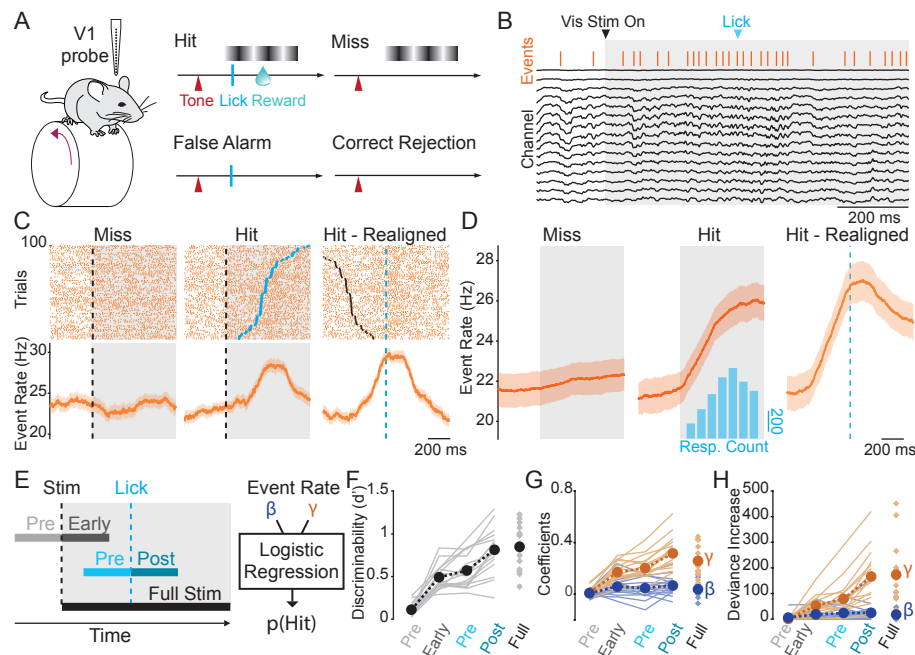 A
V1
probe
Hit
Miss
Tone
Lick
Reward
False Alarm
Correct Rejection
B
Vis Stim On
Lick
Events
Channel
200 ms
C
Miss
Hit
Hit - Realigned
100
Trials
Event Rate (Hz)
30
25
20
200 ms
D
Miss
Hit
Hit - Realigned
Event Rate (Hz)
28
26
24
22
20
200
Resp. Count
200 ms
E
Stim
Lick
Pre
Early
Pre
Post
Full Stim
Time
Event Rate
β
γ
Logistic
Regression
p(Hit)
F
Discriminability (d')
1.5
1
0.5
0
Pre
Early
Pre
Post
Full
G
Coefficients
0.8
0.4
0
-0.2
γ
β
Pre
Early
Pre
Post
Full
H
Deviance Increase
500
400
300
200
100
0
γ
β
Pre
Early
Pre
Post
Full